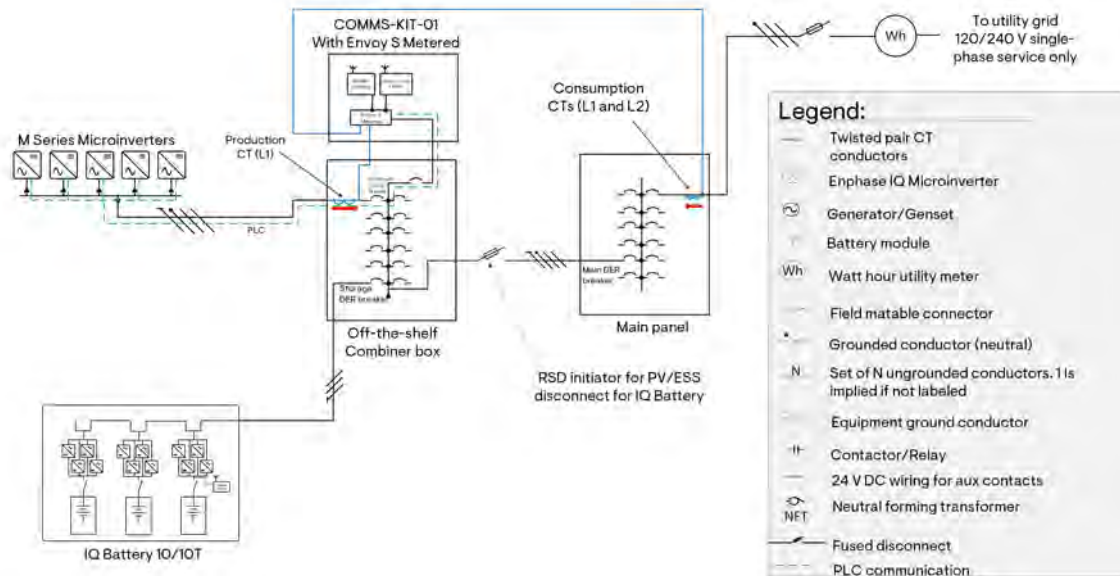 COMMS-KIT-01
With Envoy S Metered
To utility grid
120/240 V single-
phase service only
Wh
Consumption
CTs (L1 and L2)
Production
CT (L1)
M Series Microinverters
PLC
Storage
DER breaker
Main DER
breaker
Off-the-shelf
Combiner box
Main panel
RSD initiator for PV/ESS
disconnect for IQ Battery
IQ Battery 10/10T
Legend:
Twisted pair CT
conductors
Enphase IQ Microinverter
Generator/Genset
Battery module
Wh Watt hour utility meter
Field matable connector
Grounded conductor (neutral)
N Set of N ungrounded conductors. 1 Is
implied if not labeled
Equipment ground conductor
Contactor/Relay
24 V DC wiring for aux contacts
Neutral forming transformer
NFT
Fused disconnect
PLC communication